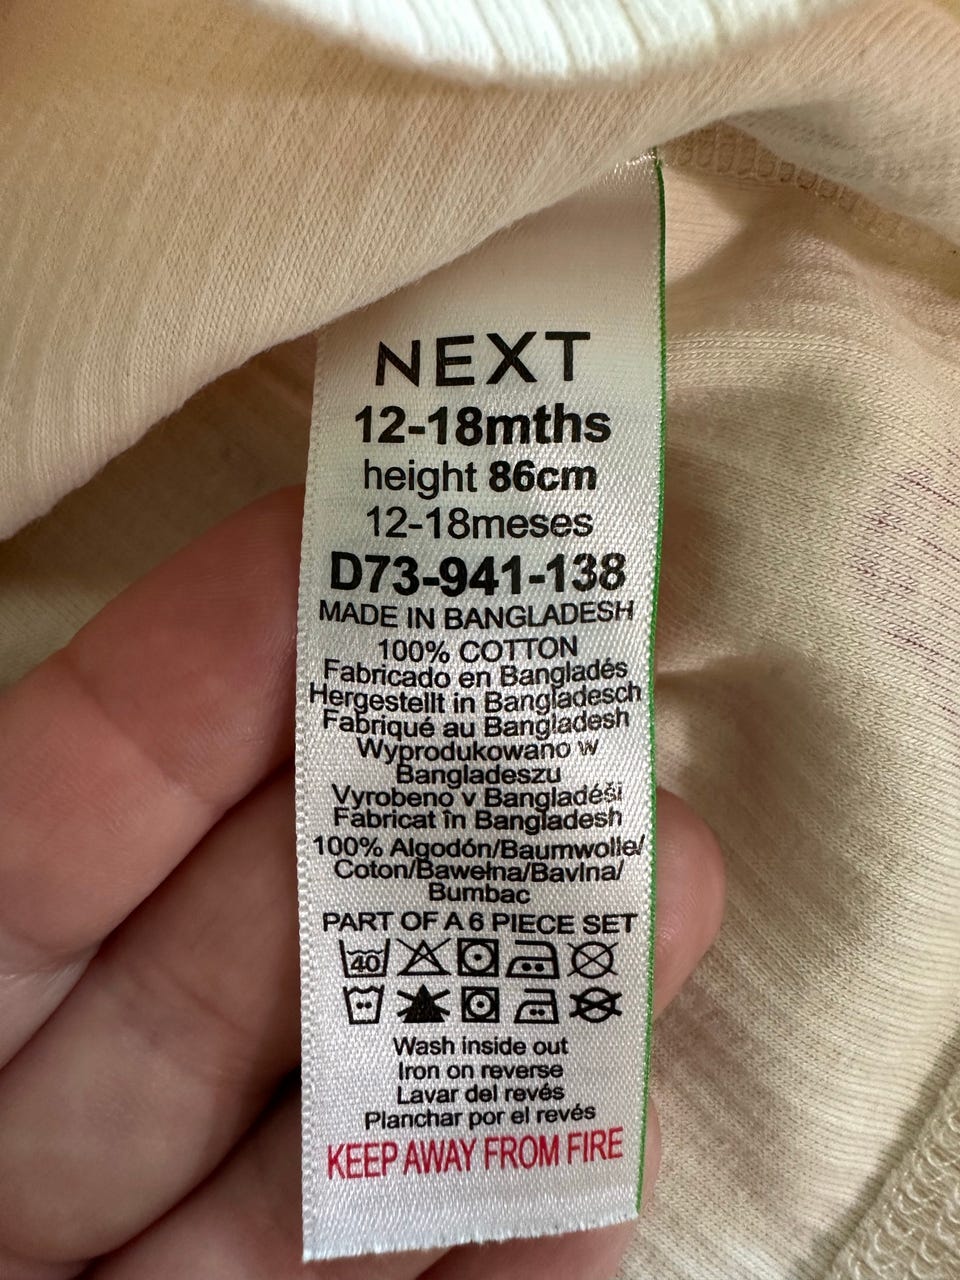 NEXT
12-18mths
height 86cm
12-18meses
D73-941-138
MADE IN BANGLADESH
100% COTTON
Fabricado en Bangladés
Hergestellt in Bangladesch
Fabriqué au Bangladesh
Wyprodukowano w
Bangladeszu
Vyrobeno v Bangladéši
Fabricat în Bangladesh
100% Algodón/Baumwolle/
Coton/Bawełna/Bavlna/
Bumbac
PART OF A 6 PIECE SET
40
Wash inside out
Iron on reverse
Lavar del revés
Planchar por el revés
KEEP AWAY FROM FIRE